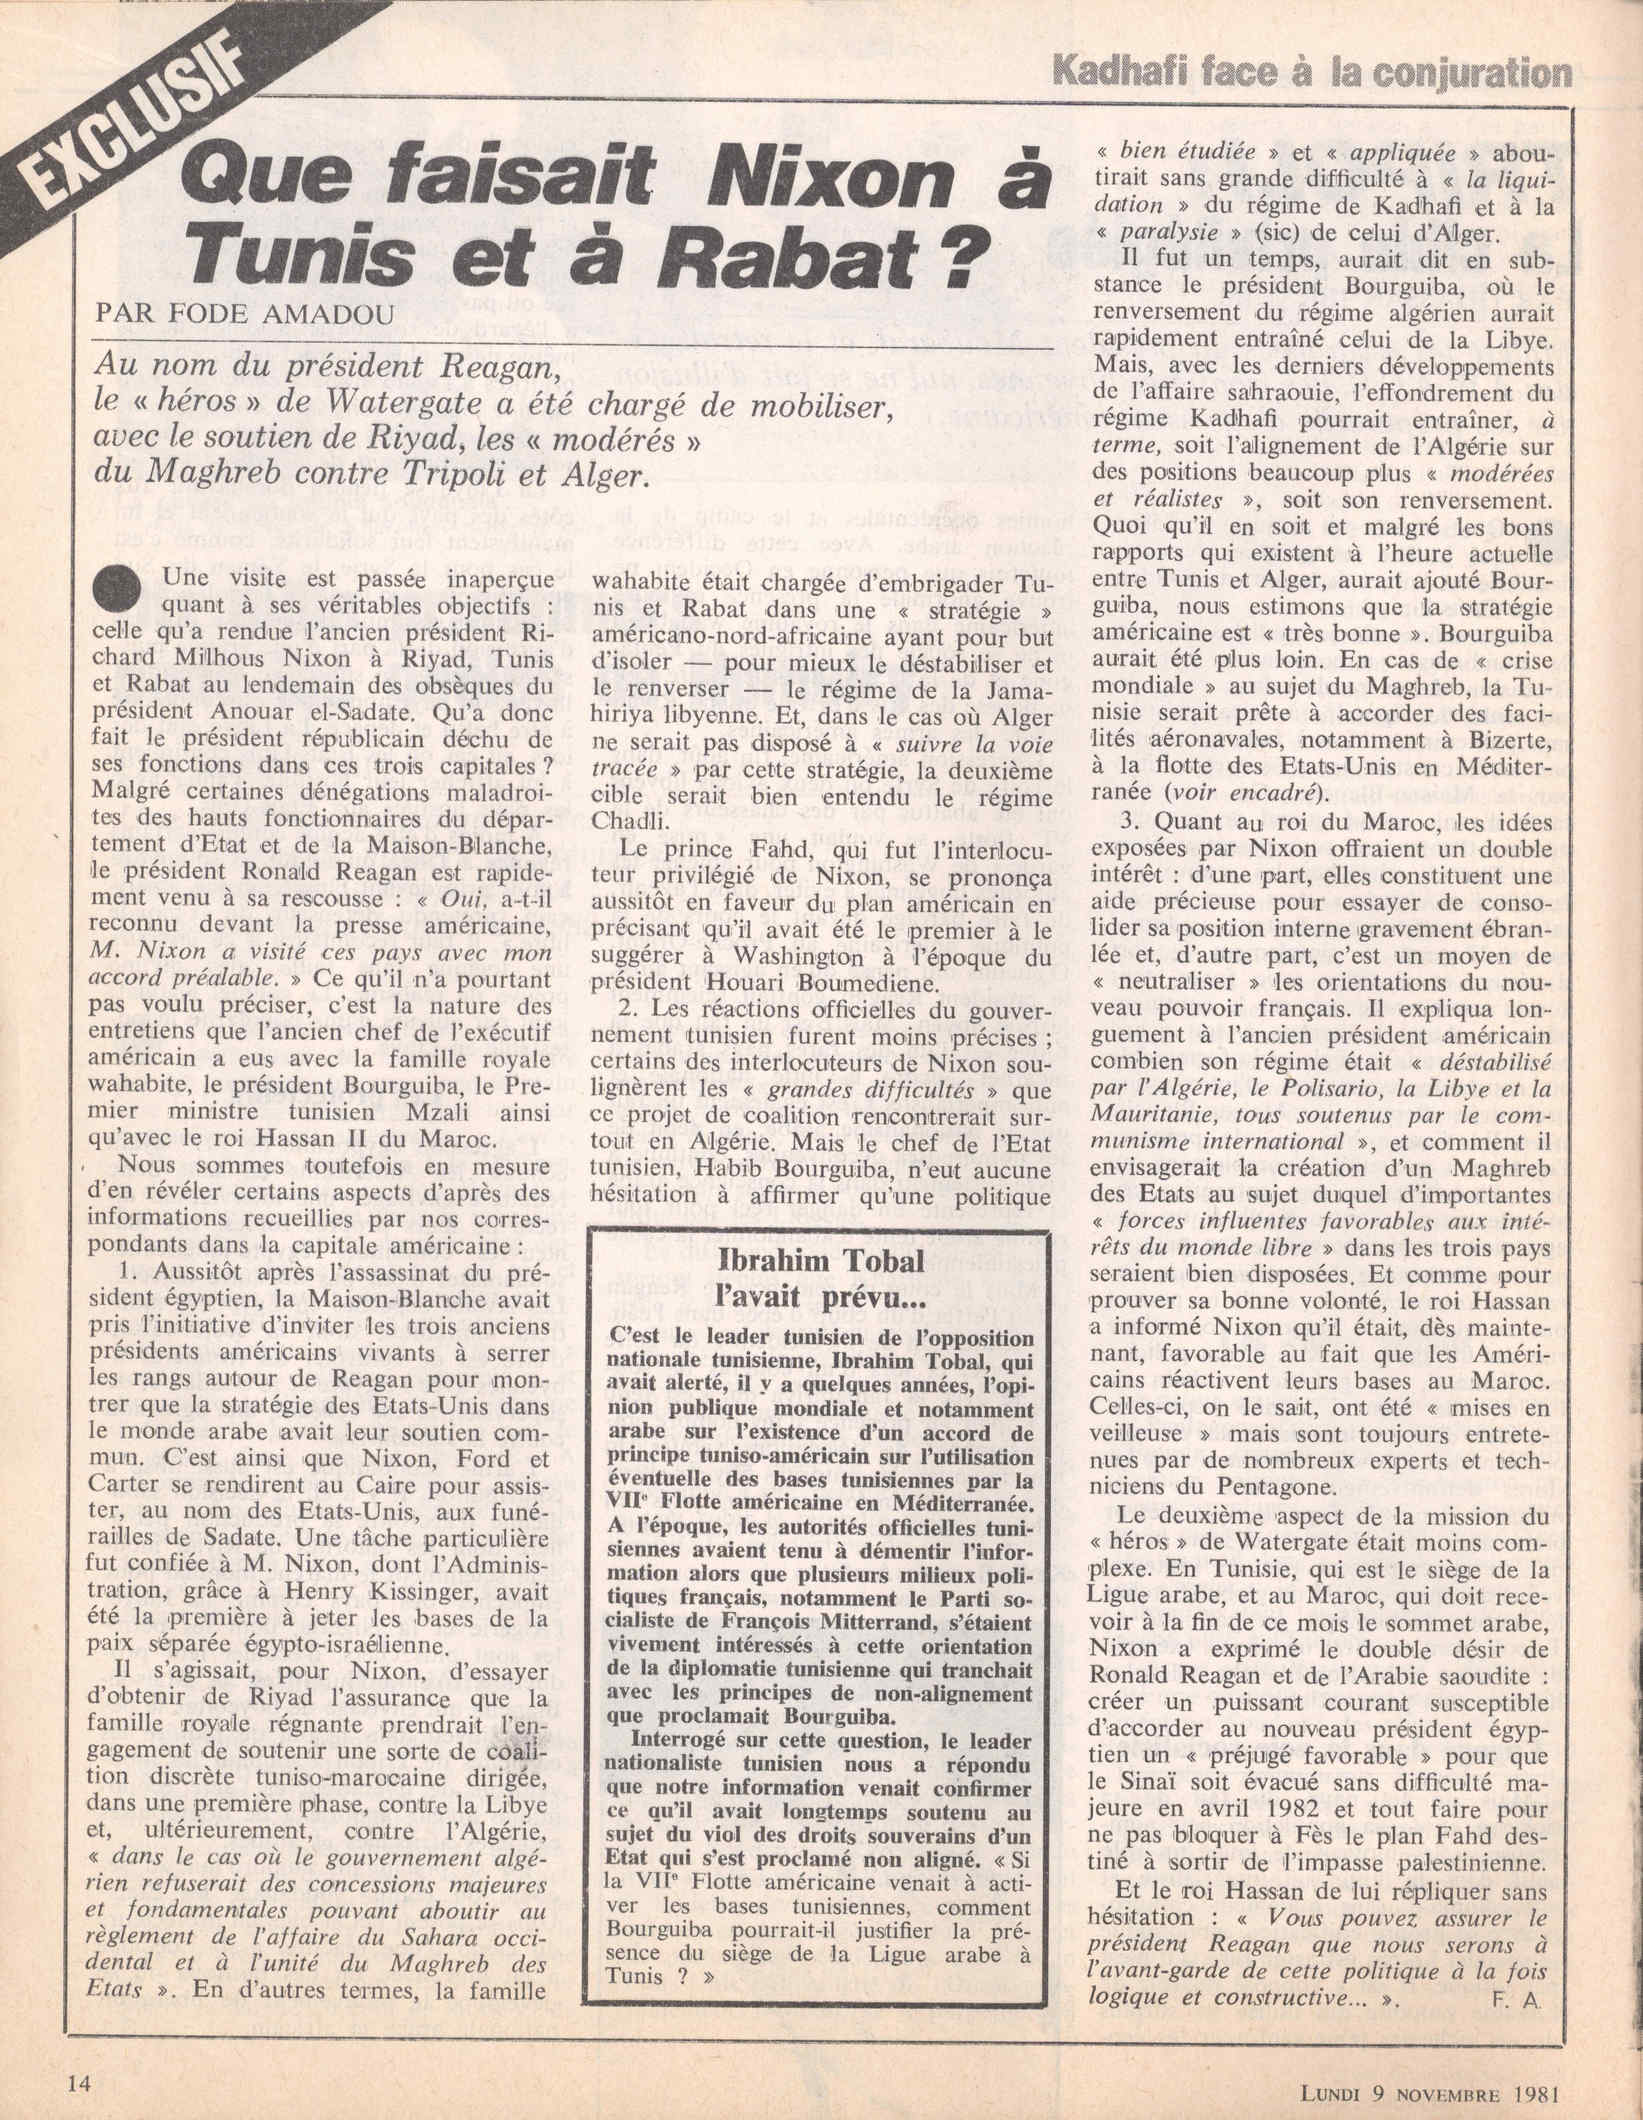 EXCLUSIF
Kadhafi face à la conjuration
Que faisait Nixon à
Tunis et à Rabat ?
PAR FODE AMADOU
Au nom du président Reagan,
le « héros » de Watergate a été chargé de mobiliser,
avec le soutien de Riyad, les « modérés »
du Maghreb contre Tripoli et Alger.
Une visite est passée inaperçue
quant à ses véritables objectifs :
celle qu'a rendue l'ancien président Ri-
chard Milhous Nixon à Riyad, Tunis
et Rabat au lendemain des obsèques du
président Anouar el-Sadate. Qu'a donc
fait le président républicain déchu de
ses fonctions dans ces trois capitales ?
Malgré certaines dénégations maladroi-
tes des hauts fonctionnaires du dépar-
tement d'Etat et de la Maison-Blanche,
le président Ronald Reagan est rapide-
ment venu à sa rescousse : « Oui, a-t-il
reconnu devant la presse américaine,
M. Nixon a visité ces pays avec mon
accord préalable. » Ce qu'il n'a pourtant
pas voulu préciser, c'est la nature des
entretiens que l'ancien chef de l'exécutif
américain a eus avec la famille royale
wahabite, le président Bourguiba, le Pre-
mier ministre tunisien Mzali ainsi
qu'avec le roi Hassan II du Maroc.
Nous sommes toutefois en mesure
d'en révéler certains aspects d'après des
informations recueillies par nos corres-
pondants dans la capitale américaine :
1. Aussitôt après l'assassinat du pré-
sident égyptien, la Maison-Blanche avait
pris l'initiative d'inviter les trois anciens
présidents américains vivants à serrer
les rangs autour de Reagan pour mon-
trer que la stratégie des Etats-Unis dans
le monde arabe avait leur soutien com-
mun. C'est ainsi que Nixon, Ford et
Carter se rendirent au Caire pour assis-
ter, au nom des Etats-Unis, aux funé-
railles de Sadate. Une tâche particulière
fut confiée à M. Nixon, dont l'Adminis-
tration, grâce à Henry Kissinger, avait
été la première à jeter les bases de la
paix séparée égypto-israélienne.
Il s'agissait, pour Nixon, d'essayer
d'obtenir de Riyad l'assurance que la
famille royale régnante prendrait l'en-
gagement de soutenir une sorte de coali-
tion discrète tuniso-marocaine dirigée,
dans une première phase, contre la Libye
et, ultérieurement, contre l'Algérie,
« dans le cas où le gouvernement algé-
rien refuserait des concessions majeures
et fondamentales pouvant aboutir au
règlement de l'affaire du Sahara occi-
dental et à l'unité du Maghreb des
Etats ». En d'autres termes, la famille
wahabite était chargée d'embrigader Tu-
nis et Rabat dans une « stratégie »
américano-nord-africaine ayant pour but
d'isoler — pour mieux le déstabiliser et
le renverser — le régime de la Jama-
hiriya libyenne. Et, dans le cas où Alger
ne serait pas disposé à « suivre la voie
tracée » par cette stratégie, la deuxième
cible serait bien entendu le régime
Chadli.
Le prince Fahd, qui fut l'interlocu-
teur privilégié de Nixon, se prononça
aussitôt en faveur du plan américain en
précisant qu'il avait été le premier à le
suggérer à Washington à l'époque du
président Houari Boumediene.
2. Les réactions officielles du gouver-
nement tunisien furent moins précises ;
certains des interlocuteurs de Nixon sou-
lignèrent les « grandes difficultés » que
ce projet de coalition rencontrerait sur-
tout en Algérie. Mais le chef de l'Etat
tunisien, Habib Bourguiba, n'eut aucune
hésitation à affirmer qu'une politique
Ibrahim Tobal
l'avait prévu...
C'est le leader tunisien de l'opposition
nationale tunisienne, Ibrahim Tobal, qui
avait alerté, il y a quelques années, l'opi-
nion publique mondiale et notamment
arabe sur l'existence d'un accord de
principe tuniso-américain sur l'utilisation
éventuelle des bases tunisiennes par la
VIIe Flotte américaine en Méditerranée.
A l'époque, les autorités officielles tuni-
siennes avaient tenu à démentir l'infor-
mation alors que plusieurs milieux poli-
tiques français, notamment le Parti so-
cialiste de François Mitterrand, s'étaient
vivement intéressés à cette orientation
de la diplomatie tunisienne qui tranchait
avec les principes de non-alignement
que proclamait Bourguiba.
Interrogé sur cette question, le leader
nationaliste tunisien nous a répondu
que notre information venait confirmer
ce qu'il avait longtemps soutenu au
sujet du viol des droits souverains d'un
Etat qui s'est proclamé non aligné. « Si
la VIIe Flotte américaine venait à acti-
ver les bases tunisiennes, comment
Bourguiba pourrait-il justifier la pré-
sence du siège de la Ligue arabe à
Tunis ? »
« bien étudiée » et « appliquée » abou-
tirait sans grande difficulté à « la liqui-
dation » du régime de Kadhafi et à la
« paralysie » (sic) de celui d'Alger.
Il fut un temps, aurait dit en sub-
stance le président Bourguiba, où le
renversement du régime algérien aurait
rapidement entraîné celui de la Libye.
Mais, avec les derniers développements
de l'affaire sahraouie, l'effondrement du
régime Kadhafi pourrait entraîner, à
terme, soit l'alignement de l'Algérie sur
des positions beaucoup plus « modérées
et réalistes », soit son renversement.
Quoi qu'il en soit et malgré les bons
rapports qui existent à l'heure actuelle
entre Tunis et Alger, aurait ajouté Bour-
guiba, nous estimons que la stratégie
américaine est « très bonne ». Bourguiba
aurait été plus loin. En cas de « crise
mondiale » au sujet du Maghreb, la Tu-
nisie serait prête à accorder des faci-
lités aéronavales, notamment à Bizerte,
à la flotte des Etats-Unis en Méditer-
ranée (voir encadré).
3. Quant au roi du Maroc, les idées
exposées par Nixon offraient un double
intérêt : d'une part, elles constituent une
aide précieuse pour essayer de conso-
lider sa position interne gravement ébran-
lée et, d'autre part, c'est un moyen de
« neutraliser » les orientations du nou-
veau pouvoir français. Il expliqua lon-
guement à l'ancien président américain
combien son régime était « déstabilisé
par l'Algérie, le Polisario, la Libye et la
Mauritanie, tous soutenus par le com-
munisme international », et comment il
envisagerait la création d'un Maghreb
des Etats au sujet duquel d'importantes
« forces influentes favorables aux inté-
rêts du monde libre » dans les trois pays
seraient bien disposées. Et comme pour
prouver sa bonne volonté, le roi Hassan
a informé Nixon qu'il était, dès mainte-
nant, favorable au fait que les Améri-
cains réactivent leurs bases au Maroc.
Celles-ci, on le sait, ont été « mises en
veilleuse » mais sont toujours entrete-
nues par de nombreux experts et tech-
niciens du Pentagone.
Le deuxième aspect de la mission du
« héros » de Watergate était moins com-
plexe. En Tunisie, qui est le siège de la
Ligue arabe, et au Maroc, qui doit rece-
voir à la fin de ce mois le sommet arabe,
Nixon a exprimé le double désir de
Ronald Reagan et de l'Arabie saoudite :
créer un puissant courant susceptible
d'accorder au nouveau président égyp-
tien un « préjugé favorable » pour que
le Sinaï soit évacué sans difficulté ma-
jeure en avril 1982 et tout faire pour
ne pas bloquer à Fès le plan Fahd des-
tiné à sortir de l'impasse palestinienne.
Et le roi Hassan de lui répliquer sans
hésitation : « Vous pouvez assurer le
président Reagan que nous serons à
l'avant-garde de cette politique à la fois
logique et constructive... ». F. A.
14
LUNDI 9 NOVEMBRE 1981